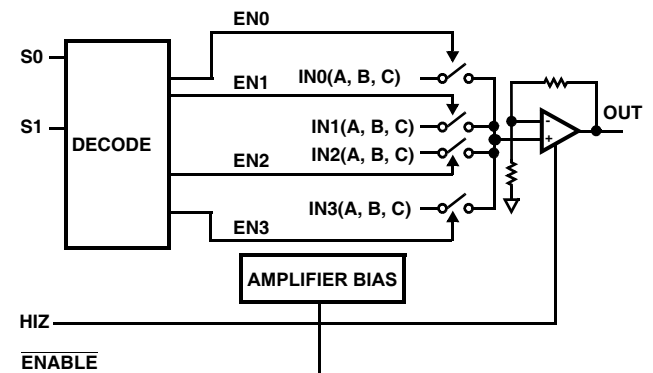 EN0
S0
EN1
IN0(A, B, C)
OUT
S1
IN1(A, B, C)
-
DECODE
+
EN2
IN2(A, B, C)
IN3(A, B, C)
EN3
AMPLIFIER BIAS
HIZ
ENABLE